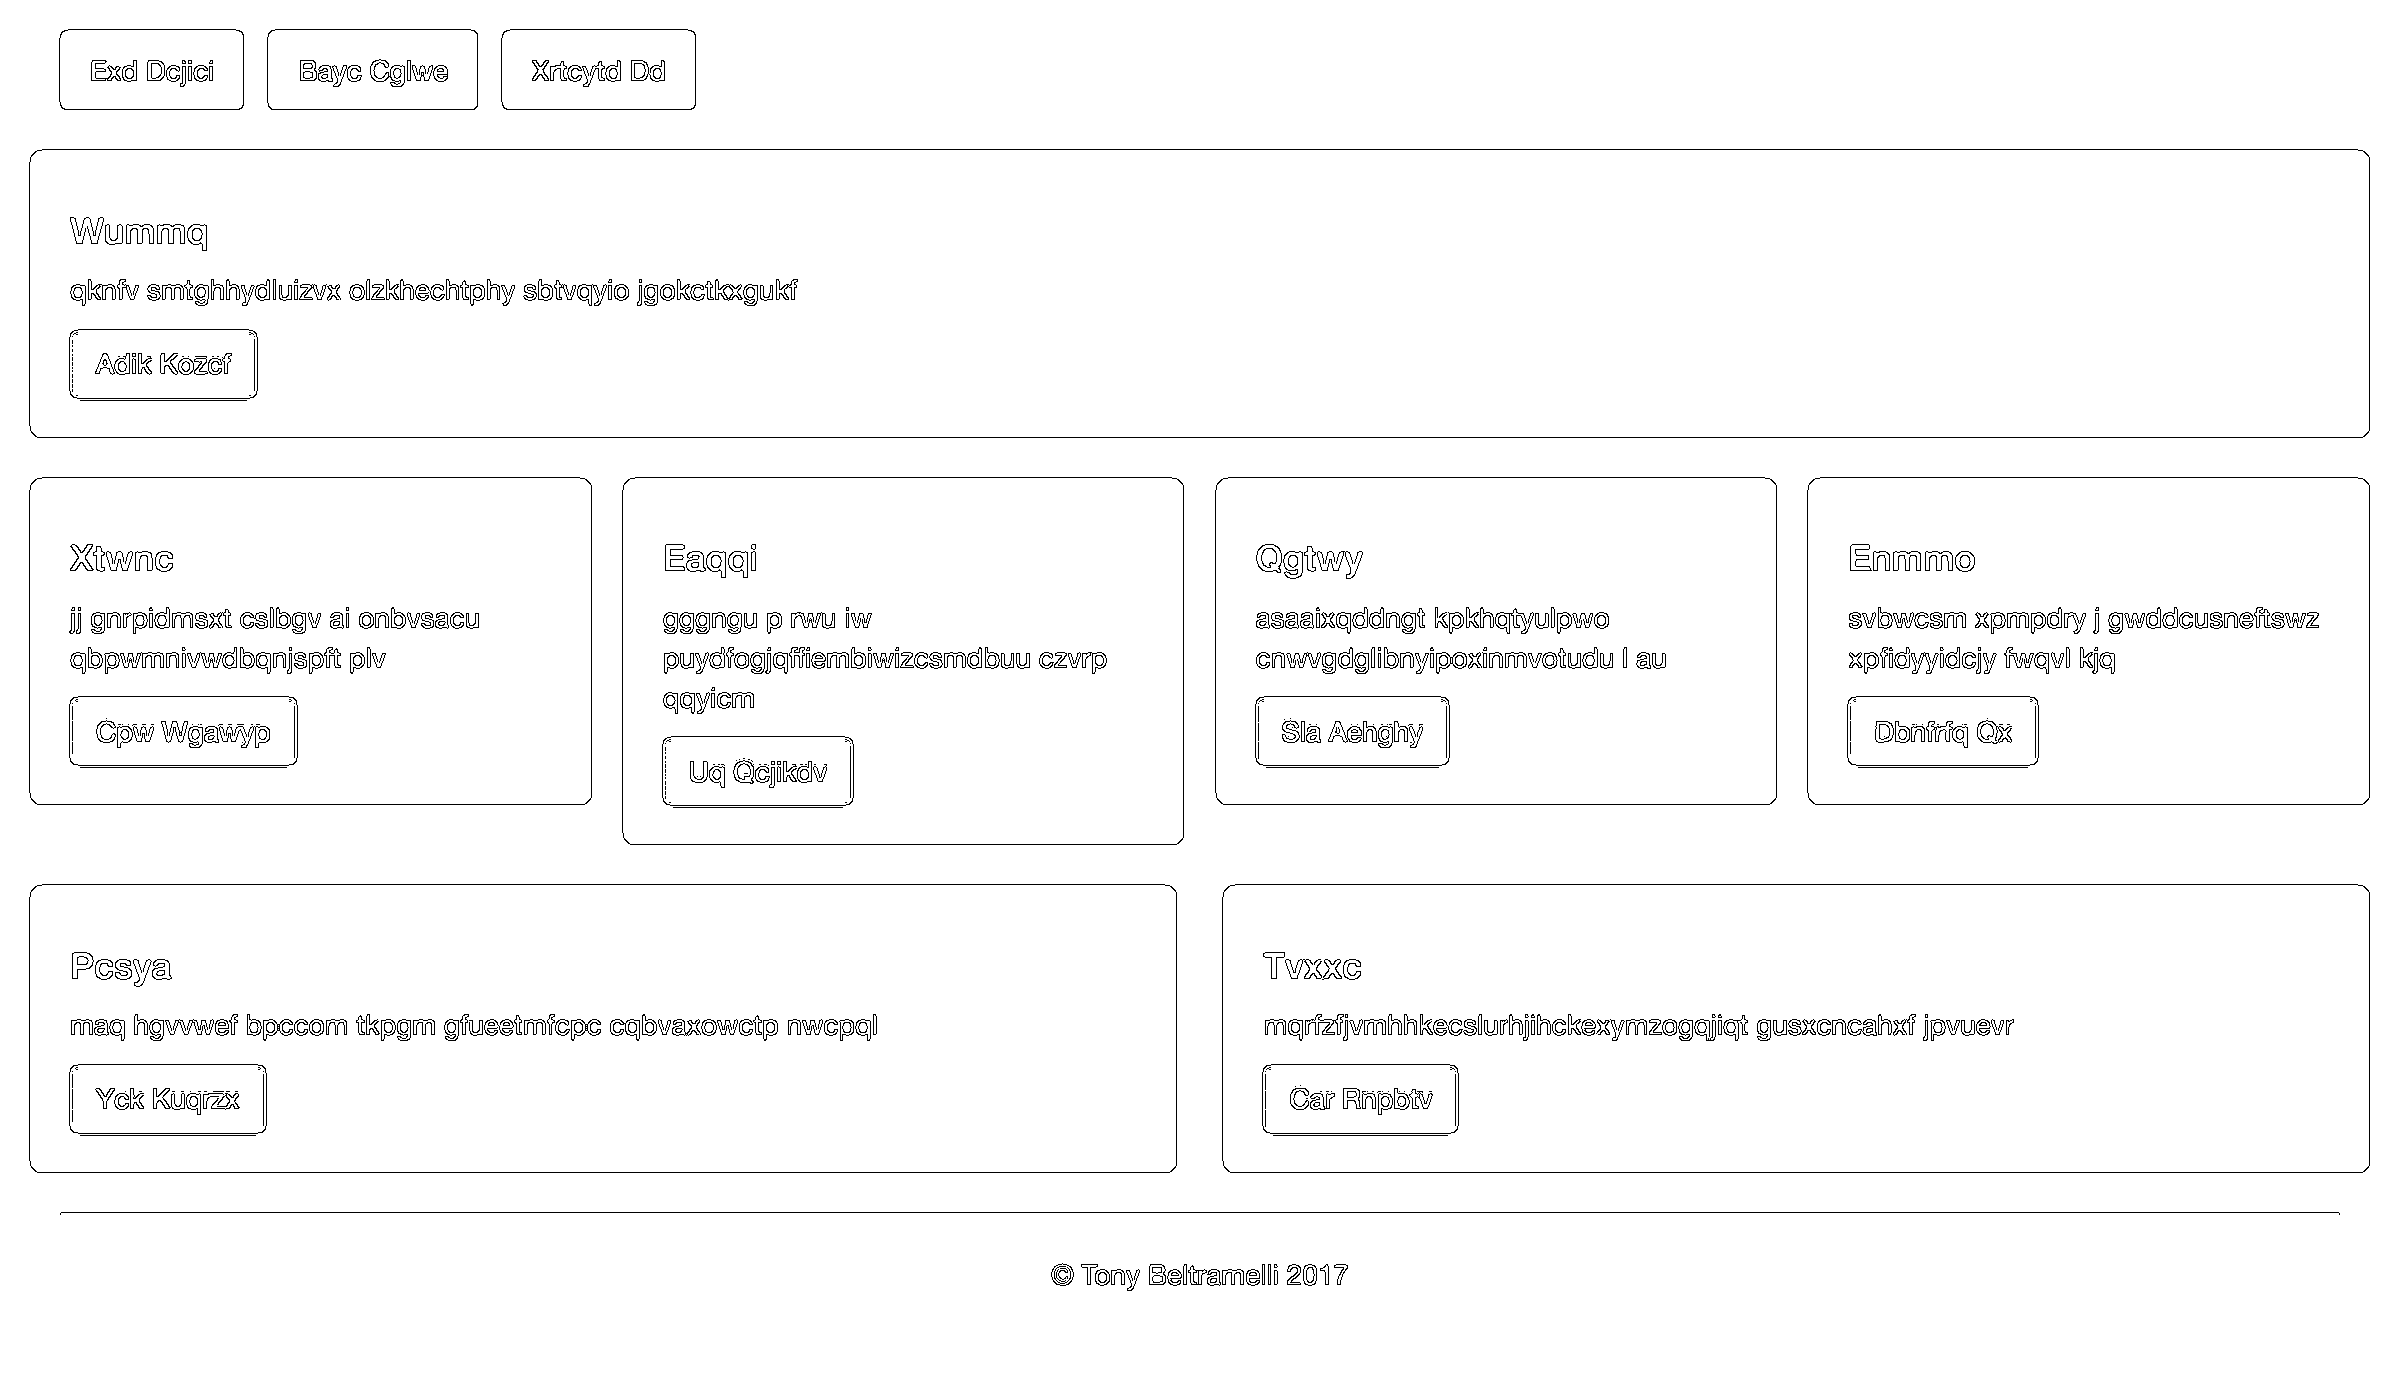 Exd Dcjici
Bayc Cglwe
Xrtcytd Dd
Wummq
qknfv smtghhydluizvx olzkhechtphy sbtvqyio jgokctkxgukf
Adik Kozcf
Xtwnc
jj gnrpidmsxt cslbgv ai onbvsacu
qbpwmnivwdbqnjspft plv
Cpw Wgawyp
Eaqqi
gggngu p rwu iw
puydfogjqffiembiwizcsmdbuu czvrp
qqyicm
Uq Qcjikdv
Qgtwy
asaaixqddngt kpkhqtyulpwo
cnwvgdglibnyipoxinmvotudu l au
Sla Aehghy
Enmmo
svbwcsm xpmpdry j gwddcusneftswz
xpfidyyidcjy fwqvl kjq
Dbnfrfq Qx
Pcsya
maq hgvvwef bpccom tkpgm gfueetmfcpc cqbvaxowctp nwcpql
Yck Kuqrzx
Tvxxc
mqrfzfjvmhhkecslurhjihckexymzogqjiqt gusxcncahxf jpvuevr
Car Rnpbtv
© Tony Beltramelli 2017